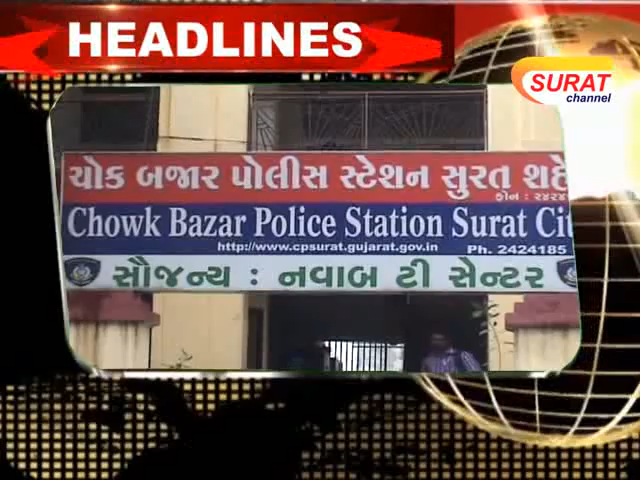 HEADLINES
SURAT
channel
ચોક બજાર પોલીસ સ્ટેશન સુરત શહે
ફોન : ૨૪૨૪
Chowk Bazar Police Station Surat Cit
http://www.cpsurat.gujarat.gov.in Ph. 2424185
સૌજન્ય : નવાબ ટી સેન્ટર